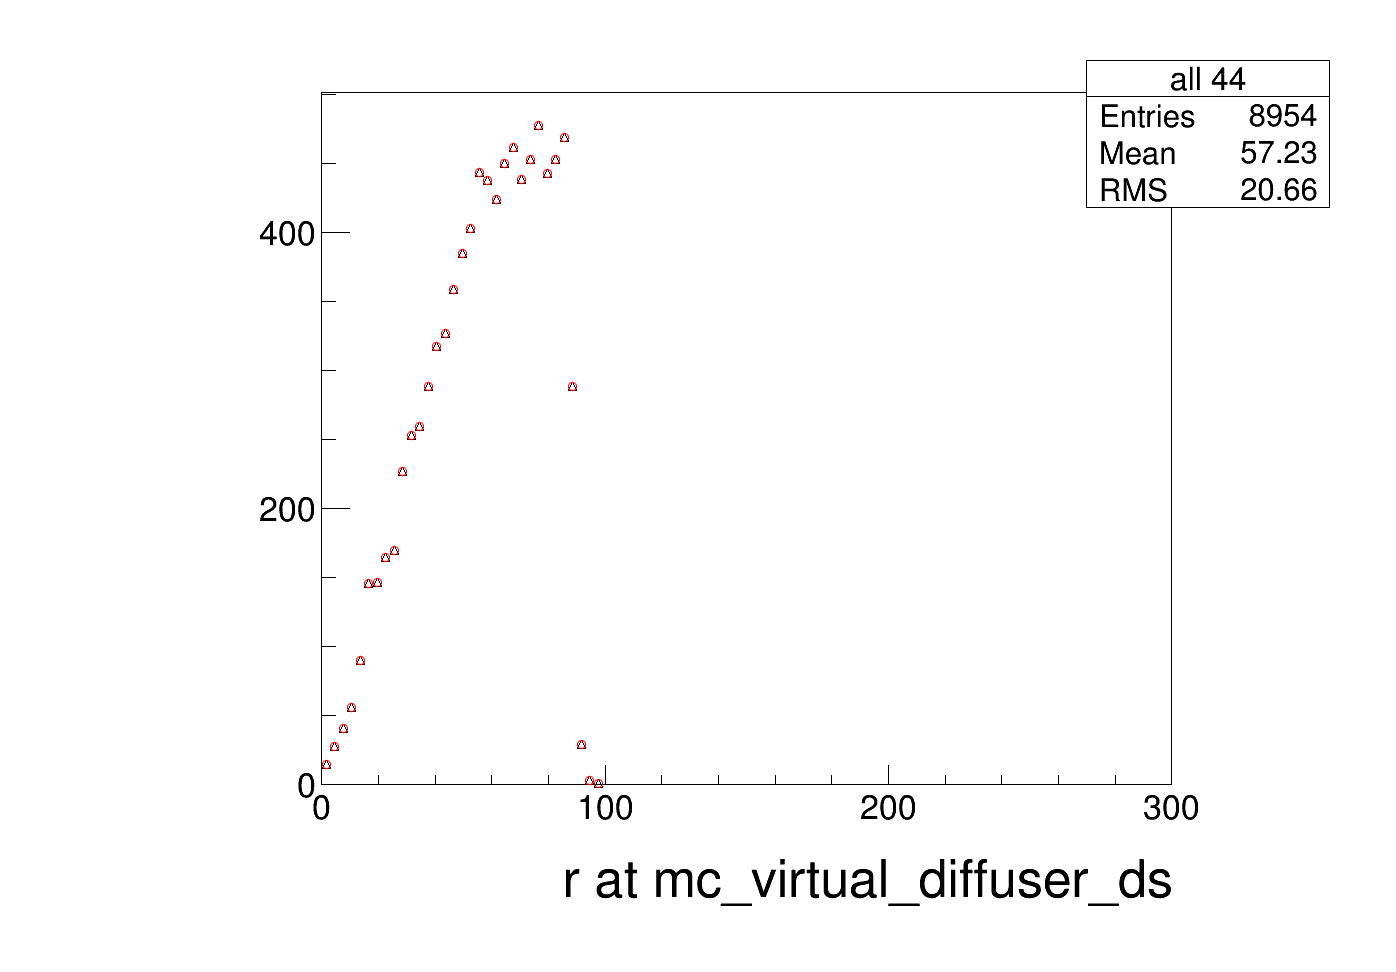 all 44
Entries 8954
Mean 57.23
RMS 20.66
400
200
0
0 100 200 300
r at mc_virtual_diffuser_ds